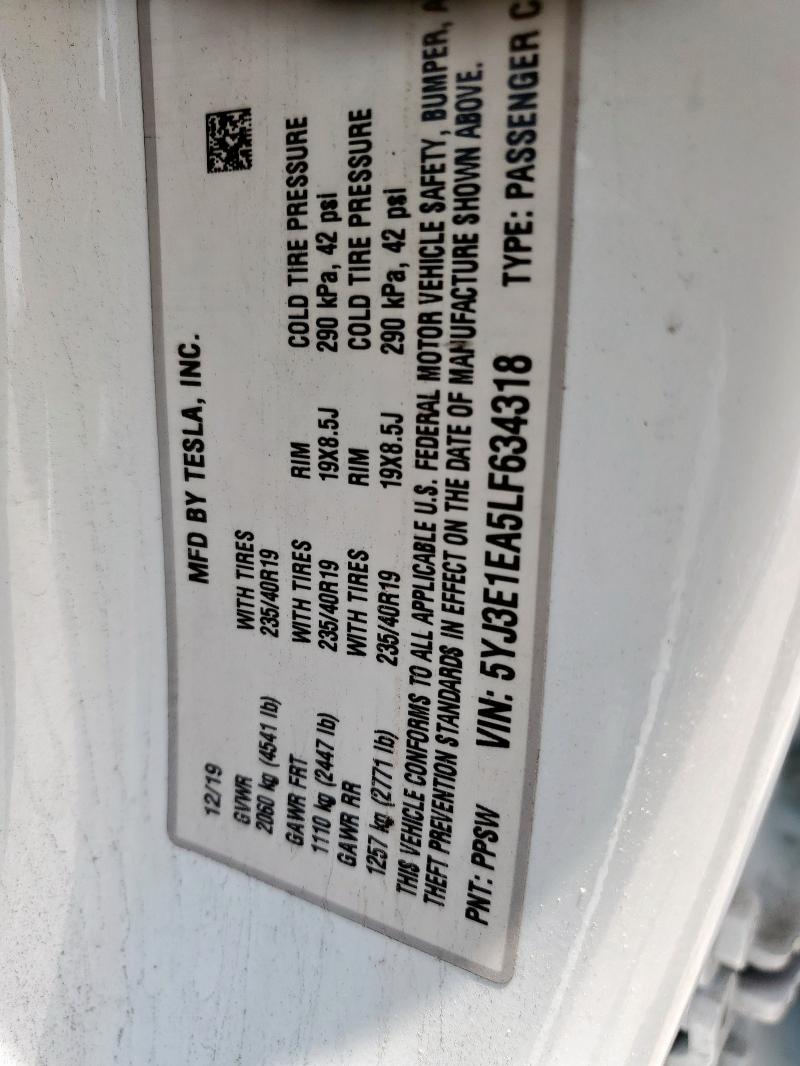 MFD BY TESLA, INC.
12/19
GVWR WITH TIRES
2060 kg (4541 lb) 235/40R19
GAWR FRT WITH TIRES RIM COLD TIRE PRESSURE
1110 kg (2447 lb) 235/40R19 19X8.5J 290 kPa, 42 psi
GAWR RR WITH TIRES RIM COLD TIRE PRESSURE
1257 kg (2771 lb) 235/40R19 19X8.5J 290 kPa, 42 psi
THIS VEHICLE CONFORMS TO ALL APPLICABLE U.S. FEDERAL MOTOR VEHICLE SAFETY, BUMPER, A
THEFT PREVENTION STANDARDS IN EFFECT ON THE DATE OF MANUFACTURE SHOWN ABOVE.
PNT: PPSW VIN: 5YJ3E1EA5LF634318 TYPE: PASSENGER C